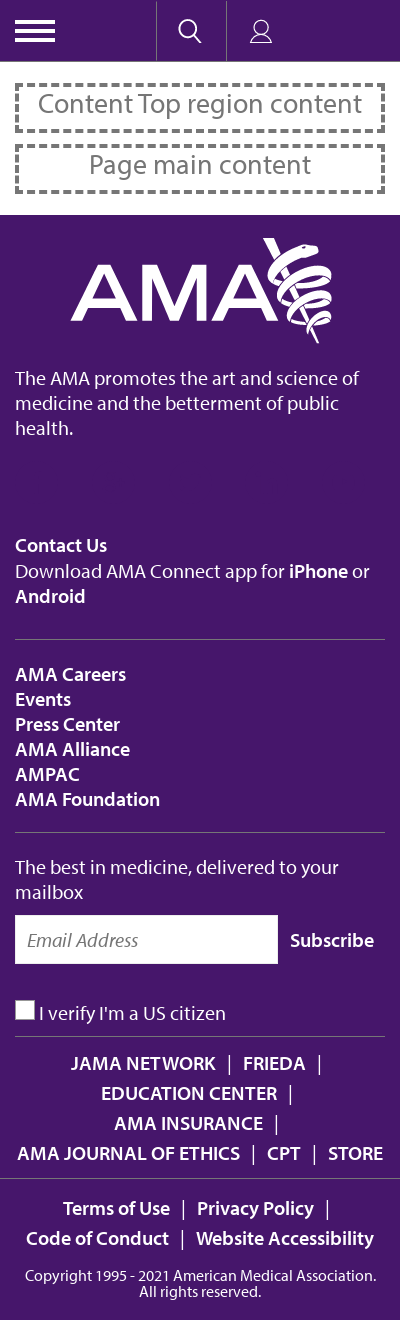 Content Top region content
Page main content
AMA
The AMA promotes the art and science of
medicine and the betterment of public
health.
Contact Us
Download AMA Connect app for iPhone or
Android
AMA Careers
Events
Press Center
AMA Alliance
AMPAC
AMA Foundation
The best in medicine, delivered to your
mailbox
Email Address
Subscribe
I verify I'm a US citizen
JAMA NETWORK | FRIEDA |
EDUCATION CENTER |
AMA INSURANCE |
AMA JOURNAL OF ETHICS | CPT | STORE
Terms of Use | Privacy Policy |
Code of Conduct | Website Accessibility
Copyright 1995 - 2021 American Medical Association.
All rights reserved.